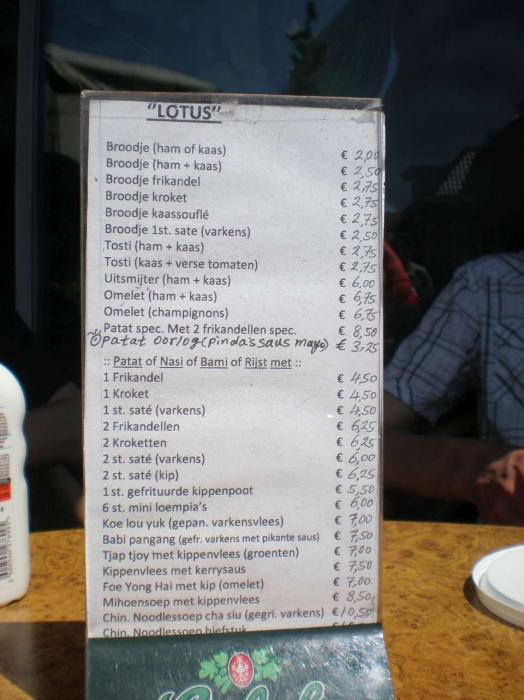 "LOTUS"
Broodje (ham of kaas) € 2,00
Broodje (ham + kaas) € 2,50
Broodje frikandel € 2,75
Broodje kroket € 2,75
Broodje kaassouflé € 2,75
Broodje 1st. sate (varkens) € 2,50
Tosti (ham + kaas) € 2,75
Tosti (kaas + verse tomaten) € 2,75
Uitsmijter (ham + kaas) € 6,00
Omelet (ham + kaas) € 6,75
Omelet (champignons) € 6,75
Patat spec. Met 2 frikandellen spec. € 8,50
patat oorlog (pinda's saus mayo) € 3,25
:: Patat of Nasi of Bami of Rijst met ::
1 Frikandel € 4,50
1 Kroket € 4,50
1 st. saté (varkens) € 4,50
2 Frikandellen € 6,25
2 Kroketten € 6,25
2 st. saté (varkens) € 6,00
2 st. saté (kip) € 6,25
1 st. gefrituurde kippenpoot € 5,50
6 st. mini loempia's € 6,00
Koe lou yuk (gepan. varkensvlees) € 7,00
Babi pangang (gefr. varkens met pikante saus) € 7,50
Tjap tjoy met kippenvlees (groenten) € 7,00
Kippenvlees met kerrysaus € 7,50
Foe Yong Hai met kip (omelet) € 7,00
Mihoensoep met kippenvlees € 8,50
Chin. Noodlessoep cha siu (gegri. varkens) € 10,50
Chin. Noodlessoep biefstuk